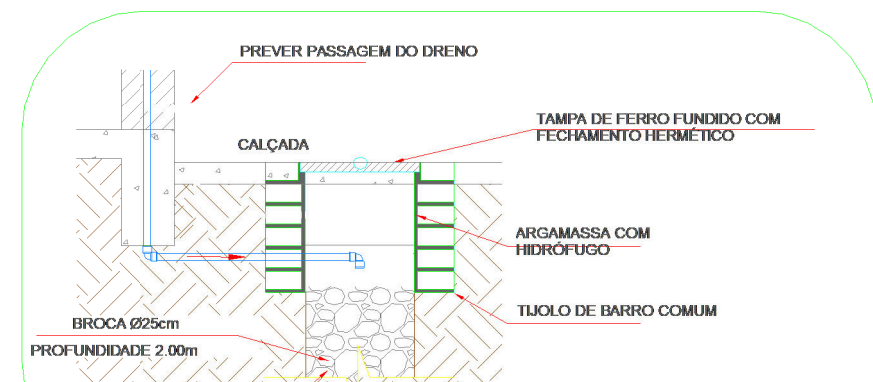 PREVER PASSAGEM DO DRENO
TAMPA DE FERRO FUNDIDO COM
FECHAMENTO HERMÉTICO
CALÇADA
ARGAMASSA COM
HIDRÓFUGO
TIJOLO DE BARRO COMUM
BROCA Ø25cm
PROFUNDIDADE 2.00m